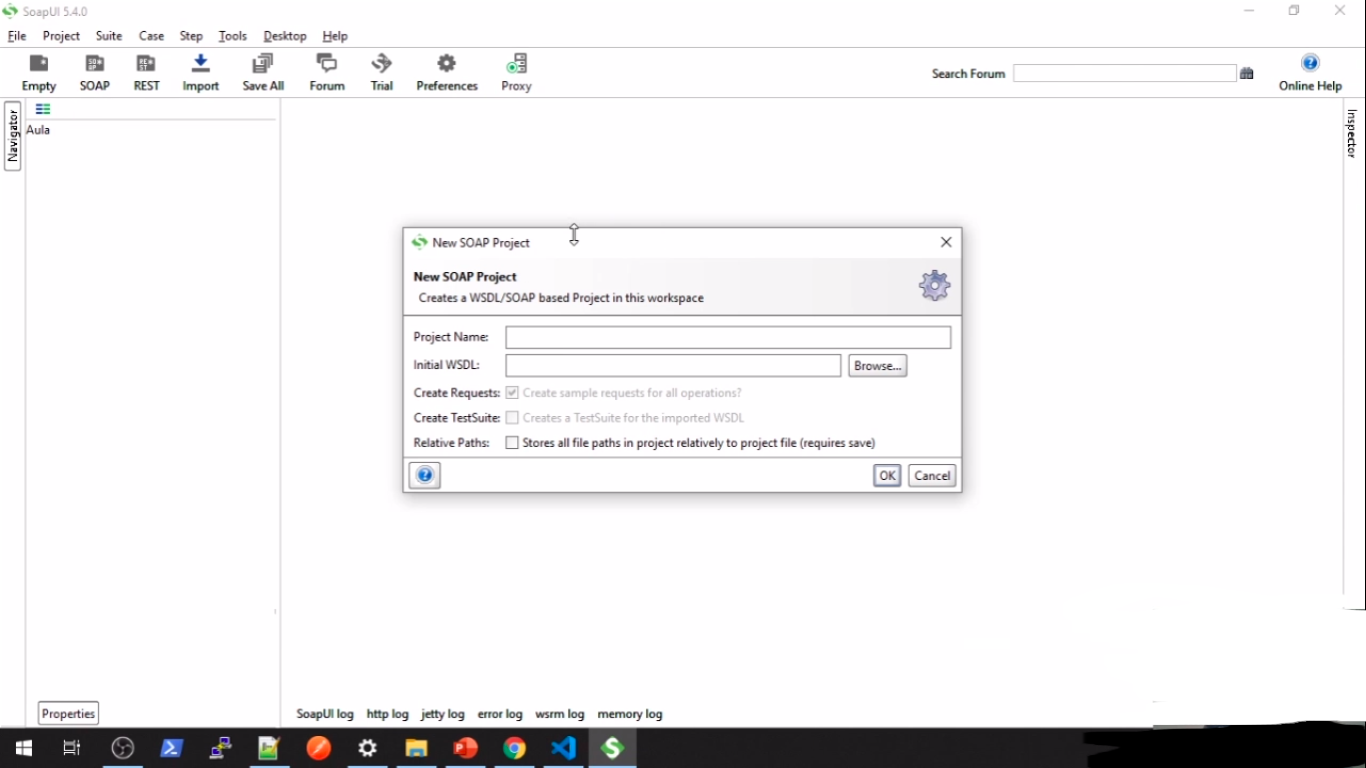 SoapUI 5.4.0
File Project Suite Case Step Tools Desktop Help
Empty SOAP REST Import Save All Forum Trial Preferences Proxy Search Forum Online Help
Navigator
Aula
Inspector
New SOAP Project
New SOAP Project
Creates a WSDL/SOAP based Project in this workspace
Project Name:
Initial WSDL: Browse...
Create Requests: Create sample requests for all operations?
Create TestSuite: Creates a TestSuite for the imported WSDL
Relative Paths: Stores all file paths in project relatively to project file (requires save)
OK Cancel
Properties SoapUI log http log jetty log error log wsrm log memory log